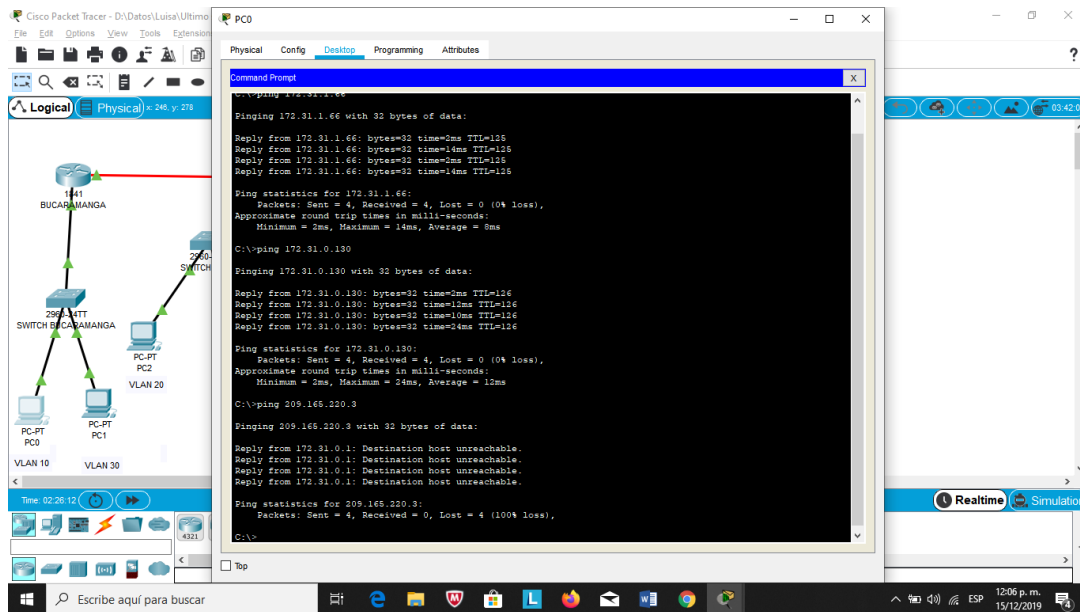 Cisco Packet Tracer - D:\Datos\Luisa\Ultimo
File Edit Options View Tools Extension
?
Logical
Physical
x: 246, y: 278
03:42:0
1841
BUCARAMANGA
2960-
SWITCH
2960-24TT
SWITCH BUCARAMANGA
PC-PT
PC2
VLAN 20
PC-PT
PC0
PC-PT
PC1
VLAN 10
VLAN 30
Time: 02:26:12
Realtime
Simulation
4321
PC0
Physical Config Desktop Programming Attributes
Command Prompt
X
C:\>ping 172.31.1.66
Pinging 172.31.1.66 with 32 bytes of data:
Reply from 172.31.1.66: bytes=32 time=2ms TTL=125
Reply from 172.31.1.66: bytes=32 time=14ms TTL=125
Reply from 172.31.1.66: bytes=32 time=2ms TTL=125
Reply from 172.31.1.66: bytes=32 time=14ms TTL=125
Ping statistics for 172.31.1.66:
Packets: Sent = 4, Received = 4, Lost = 0 (0% loss),
Approximate round trip times in milli-seconds:
Minimum = 2ms, Maximum = 14ms, Average = 8ms
C:\>ping 172.31.0.130
Pinging 172.31.0.130 with 32 bytes of data:
Reply from 172.31.0.130: bytes=32 time=2ms TTL=126
Reply from 172.31.0.130: bytes=32 time=12ms TTL=126
Reply from 172.31.0.130: bytes=32 time=10ms TTL=126
Reply from 172.31.0.130: bytes=32 time=24ms TTL=126
Ping statistics for 172.31.0.130:
Packets: Sent = 4, Received = 4, Lost = 0 (0% loss),
Approximate round trip times in milli-seconds:
Minimum = 2ms, Maximum = 24ms, Average = 12ms
C:\>ping 209.165.220.3
Pinging 209.165.220.3 with 32 bytes of data:
Reply from 172.31.0.1: Destination host unreachable.
Reply from 172.31.0.1: Destination host unreachable.
Reply from 172.31.0.1: Destination host unreachable.
Reply from 172.31.0.1: Destination host unreachable.
Ping statistics for 209.165.220.3:
Packets: Sent = 4, Received = 0, Lost = 4 (100% loss),
C:\>
Top
Escribe aquí para buscar
ESP
12:06 p. m.
15/12/2019
4